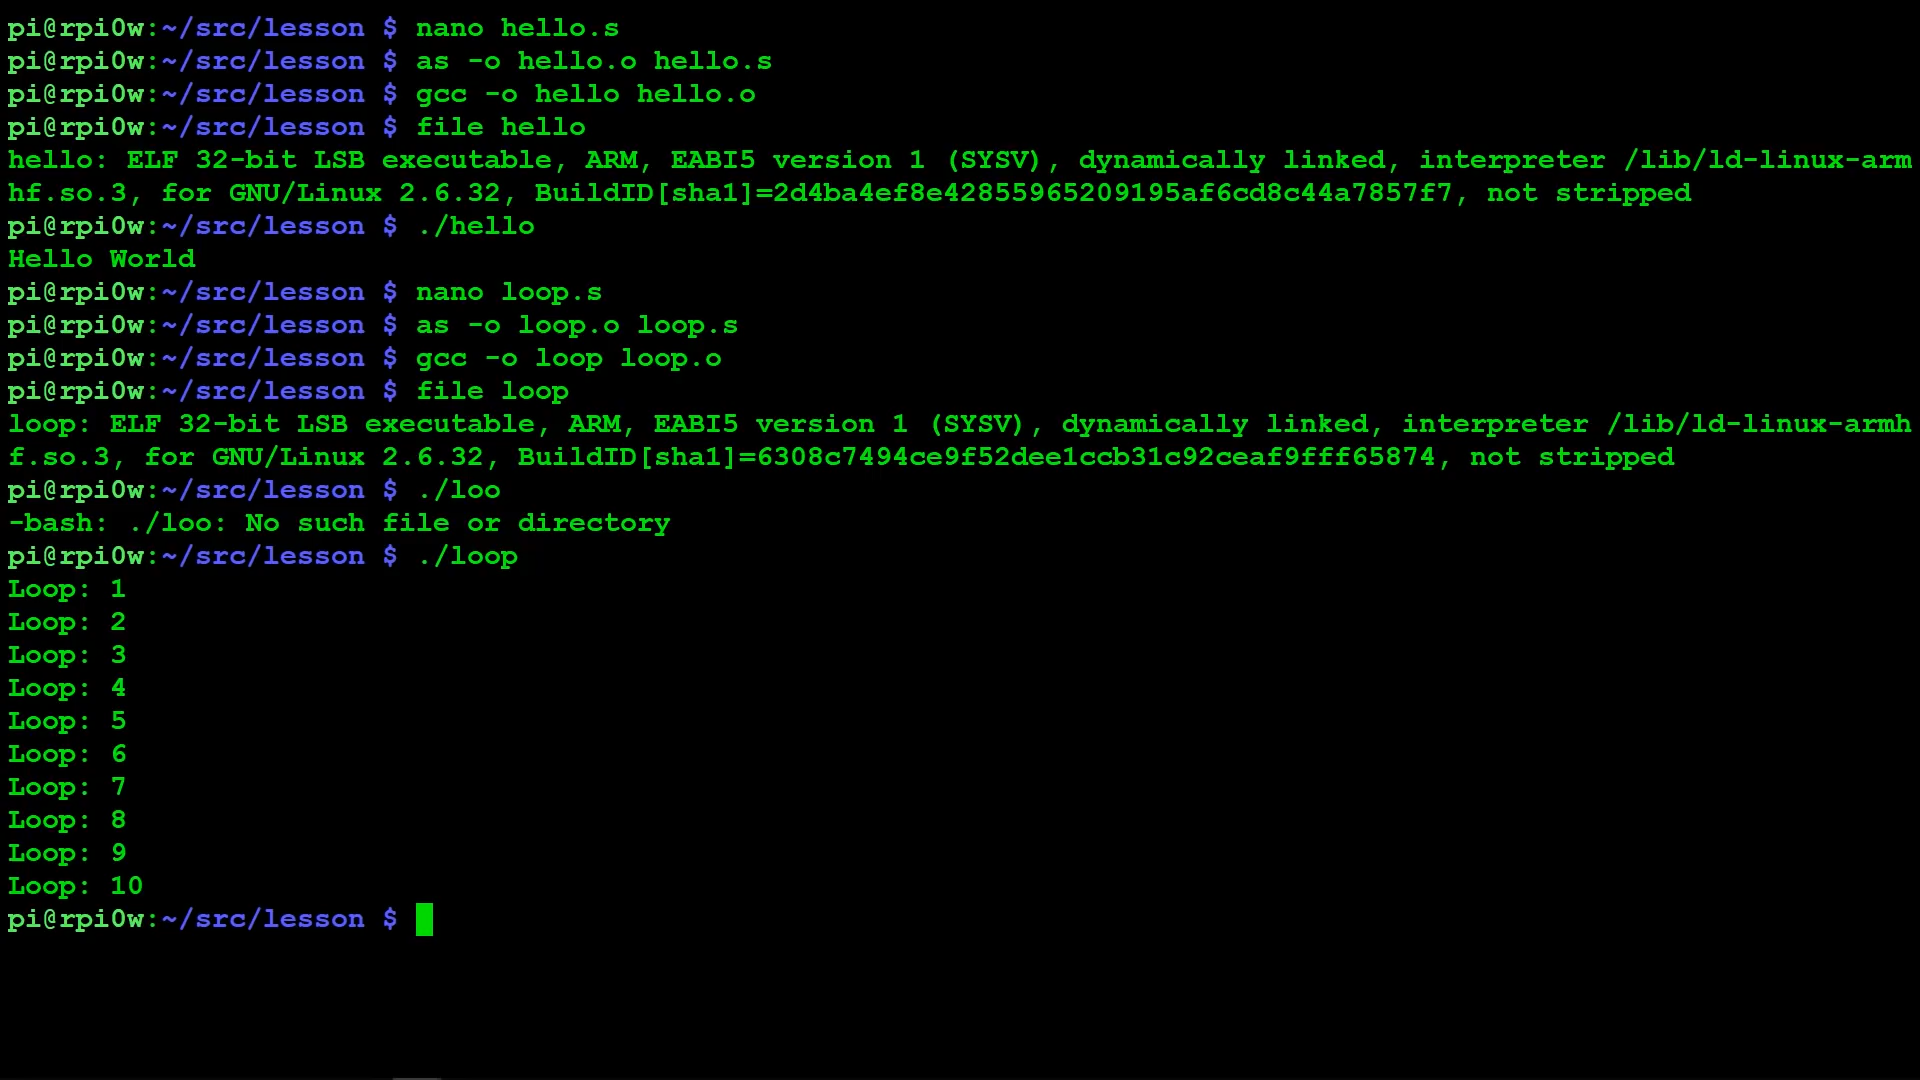 pi@rpi0w:~/src/lesson $ nano hello.s
pi@rpi0w:~/src/lesson $ as -o hello.o hello.s
pi@rpi0w:~/src/lesson $ gcc -o hello hello.o
pi@rpi0w:~/src/lesson $ file hello
hello: ELF 32-bit LSB executable, ARM, EABI5 version 1 (SYSV), dynamically linked, interpreter /lib/ld-linux-arm
hf.so.3, for GNU/Linux 2.6.32, BuildID[sha1]=2d4ba4ef8e42855965209195af6cd8c44a7857f7, not stripped
pi@rpi0w:~/src/lesson $ ./hello
Hello World
pi@rpi0w:~/src/lesson $ nano loop.s
pi@rpi0w:~/src/lesson $ as -o loop.o loop.s
pi@rpi0w:~/src/lesson $ gcc -o loop loop.o
pi@rpi0w:~/src/lesson $ file loop
loop: ELF 32-bit LSB executable, ARM, EABI5 version 1 (SYSV), dynamically linked, interpreter /lib/ld-linux-armh
f.so.3, for GNU/Linux 2.6.32, BuildID[sha1]=6308c7494ce9f52dee1ccb31c92ceaf9fff65874, not stripped
pi@rpi0w:~/src/lesson $ ./loo
-bash: ./loo: No such file or directory
pi@rpi0w:~/src/lesson $ ./loop
Loop: 1
Loop: 2
Loop: 3
Loop: 4
Loop: 5
Loop: 6
Loop: 7
Loop: 8
Loop: 9
Loop: 10
pi@rpi0w:~/src/lesson $